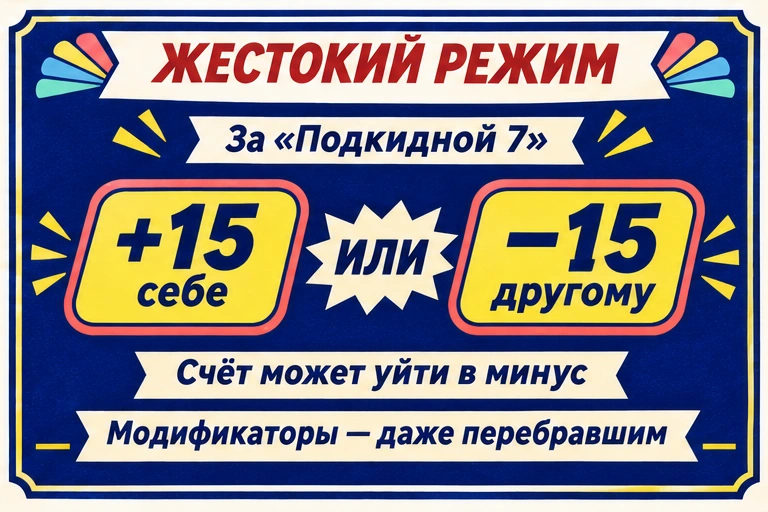 ЖЕСТОКИЙ РЕЖИМ
За «Подкидной 7»
+15
себе
ИЛИ
−15
другому
Счёт может уйти в минус
Модификаторы — даже перебравшим